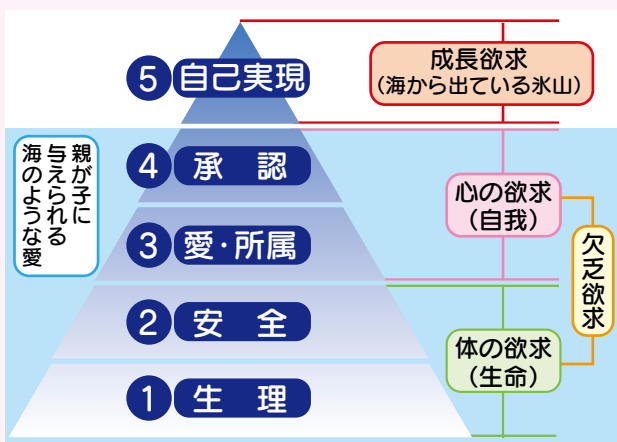 5 自己実現
成長欲求
(海から出ている氷山)
親が子に
与えられる
海のような愛
4 承 認
3 愛・所属
心の欲求
(自我)
欠乏欲求
2 安 全
体の欲求
(生命)
1 生 理